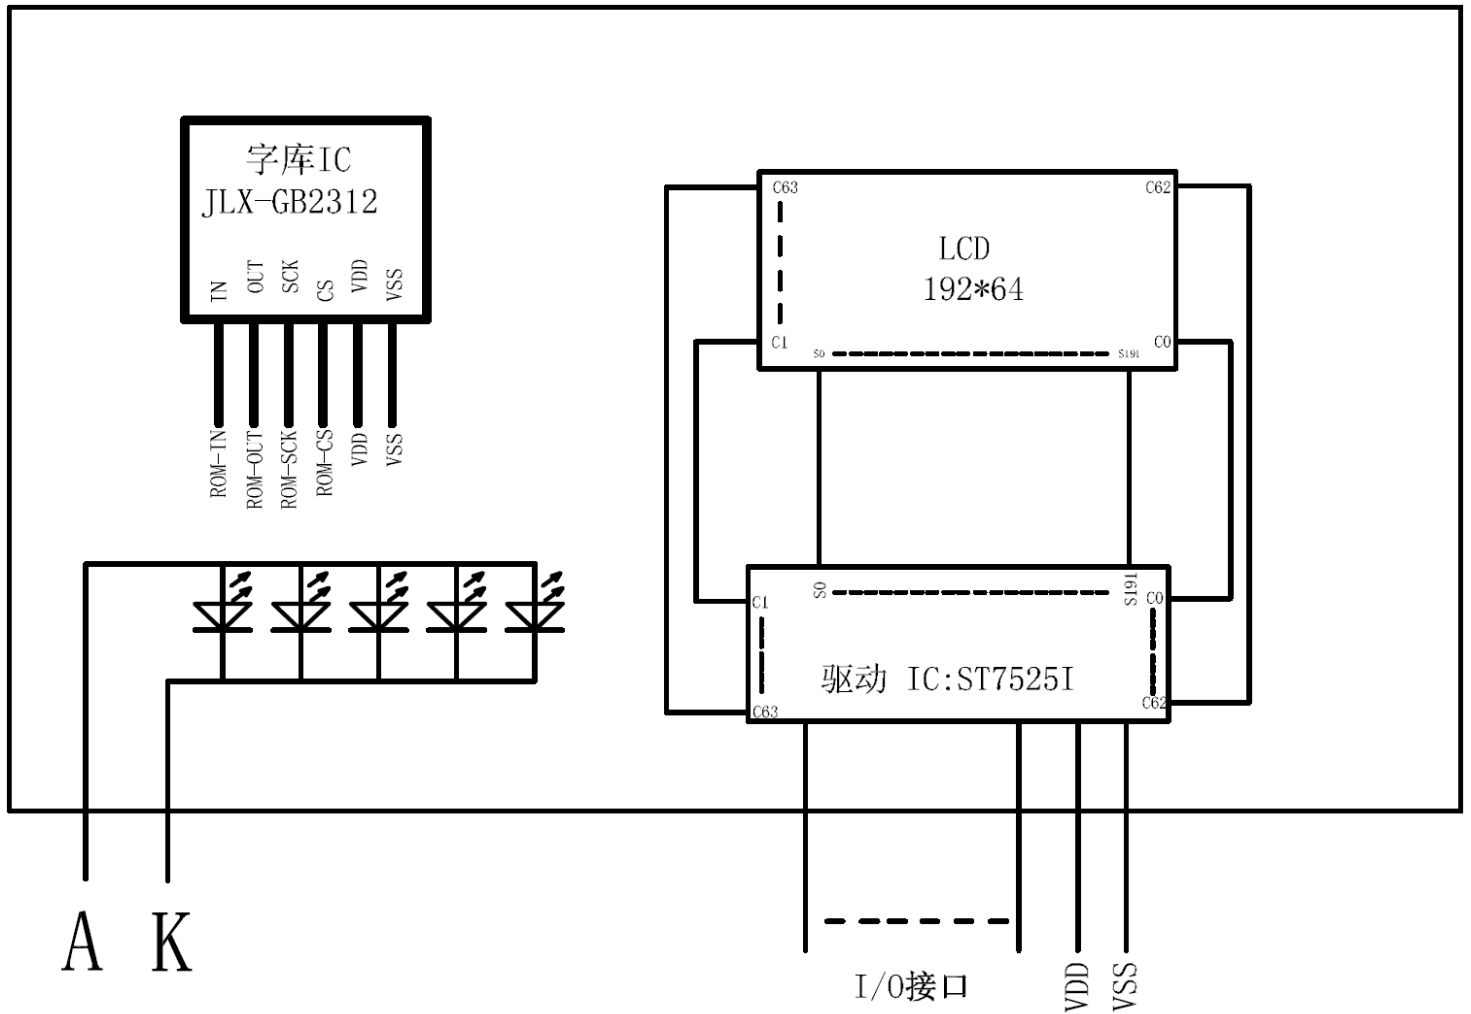 字库IC
JLX-GB2312
IN
OUT
SCK
CS
VDD
VSS
ROM-IN
ROM-OUT
ROM-SCK
ROM-CS
VDD
VSS
C63
C62
LCD
192*64
C1
C0
S0
S191
C1
S0
S191
C0
驱动 IC:ST7525I
C63
C62
A
K
I/O接口
VDD
VSS